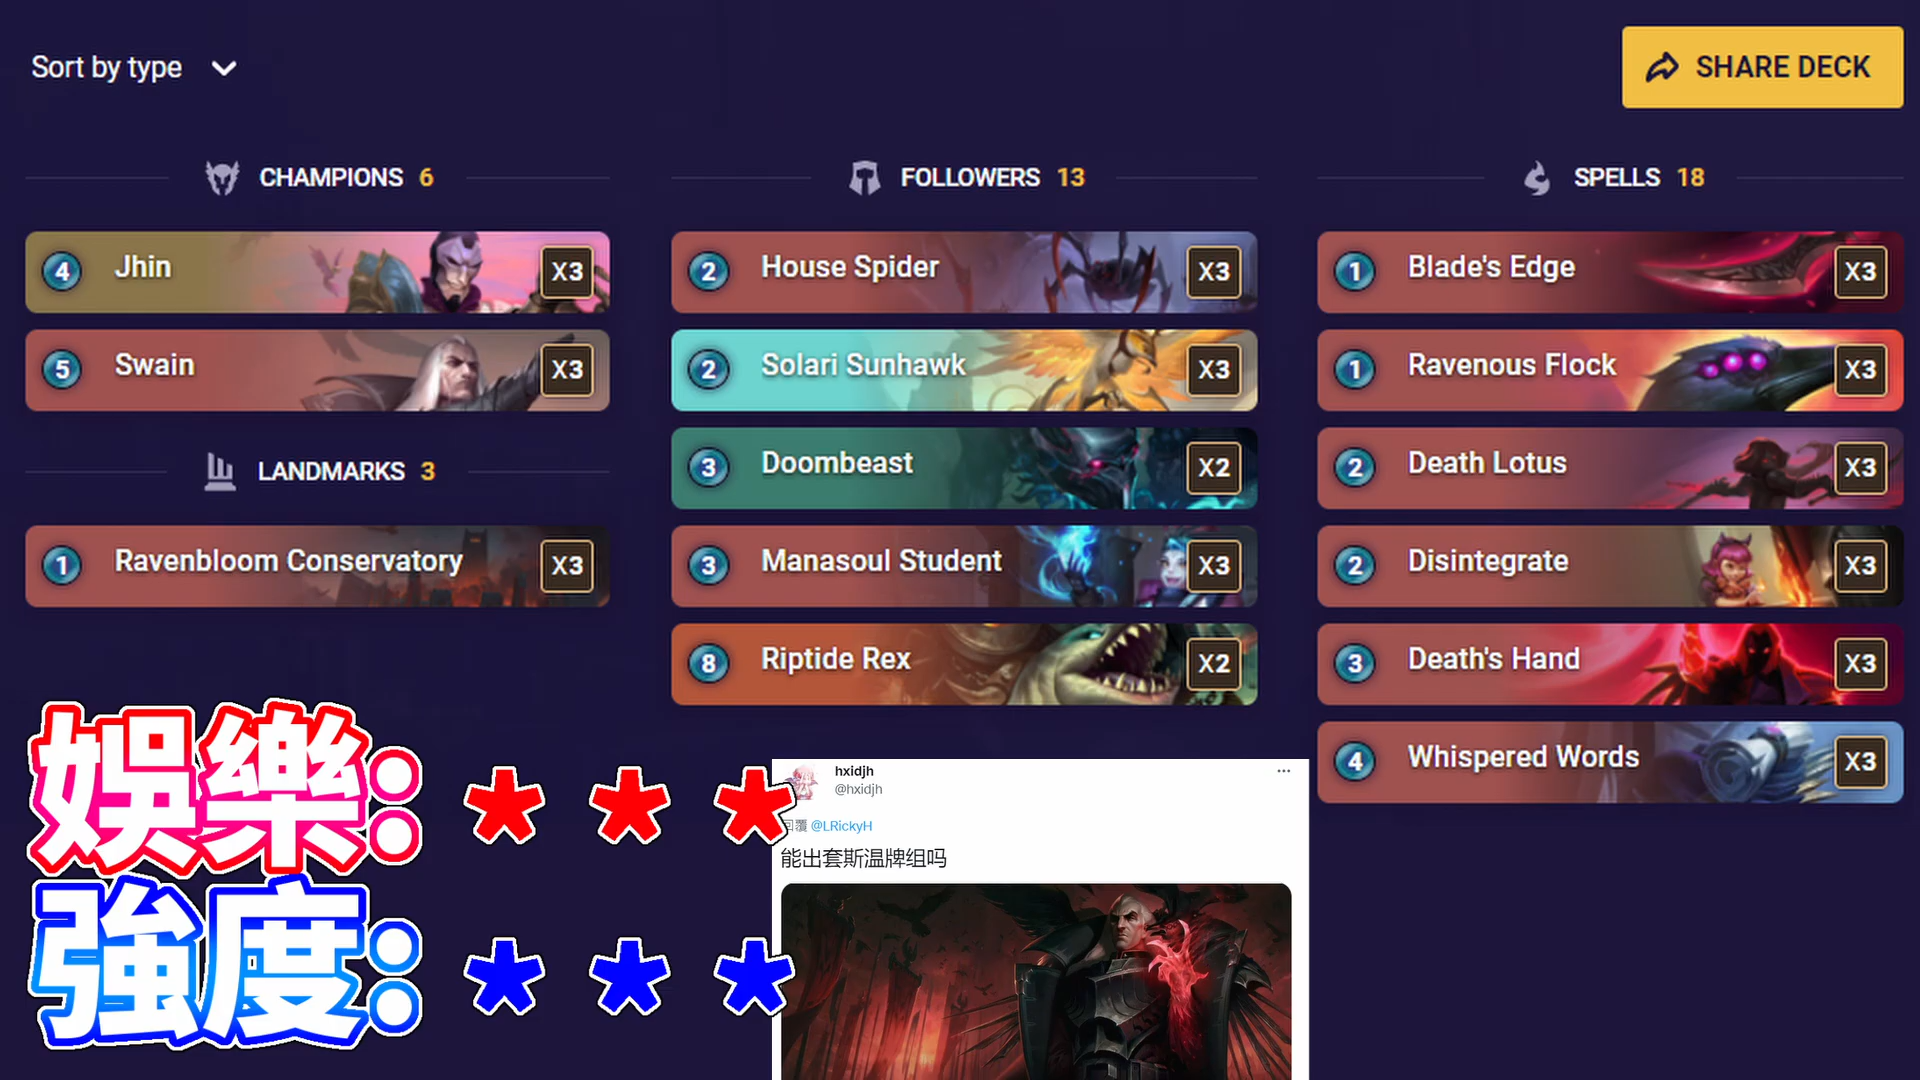 Sort by type
SHARE DECK
CHAMPIONS 6
4 Jhin X3
5 Swain X3
LANDMARKS 3
1 Ravenbloom Conservatory X3
FOLLOWERS 13
2 House Spider X3
2 Solari Sunhawk X3
3 Doombeast X2
3 Manasoul Student X3
8 Riptide Rex X2
SPELLS 18
1 Blade's Edge X3
1 Ravenous Flock X3
2 Death Lotus X3
2 Disintegrate X3
3 Death's Hand X3
4 Whispered Words X3
娛樂: * * *
強度: * * *
hxidjh
@hxidjh
回覆 @LRickyH
能出套斯温牌组吗